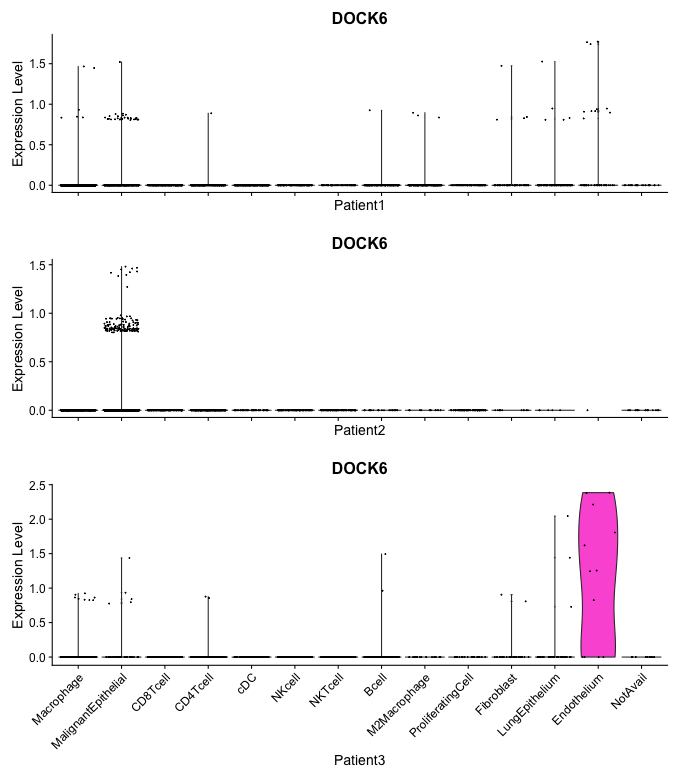 DOCK6
Expression Level
1.5
1.0
0.5
0.0
Patient1
DOCK6
Expression Level
1.5
1.0
0.5
0.0
Patient2
DOCK6
Expression Level
2.5
2.0
1.5
1.0
0.5
0.0
Macrophage
MalignantEpithelial
CD8Tcell
CD4Tcell
cDC
NKcell
NKTcell
Bcell
M2Macrophage
ProliferatingCell
Fibroblast
LungEpithelium
Endothelium
NotAvail
Patient3